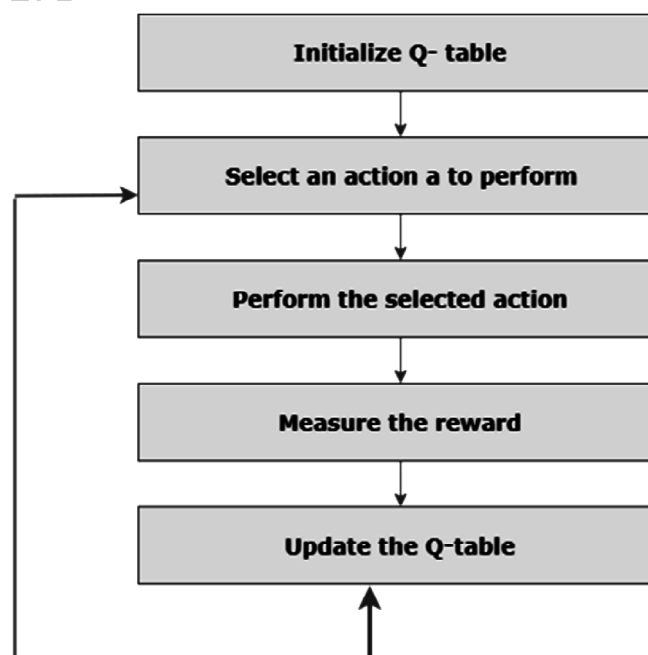 Initialize Q- table
Select an action a to perform
Perform the selected action
Measure the reward
Update the Q-table